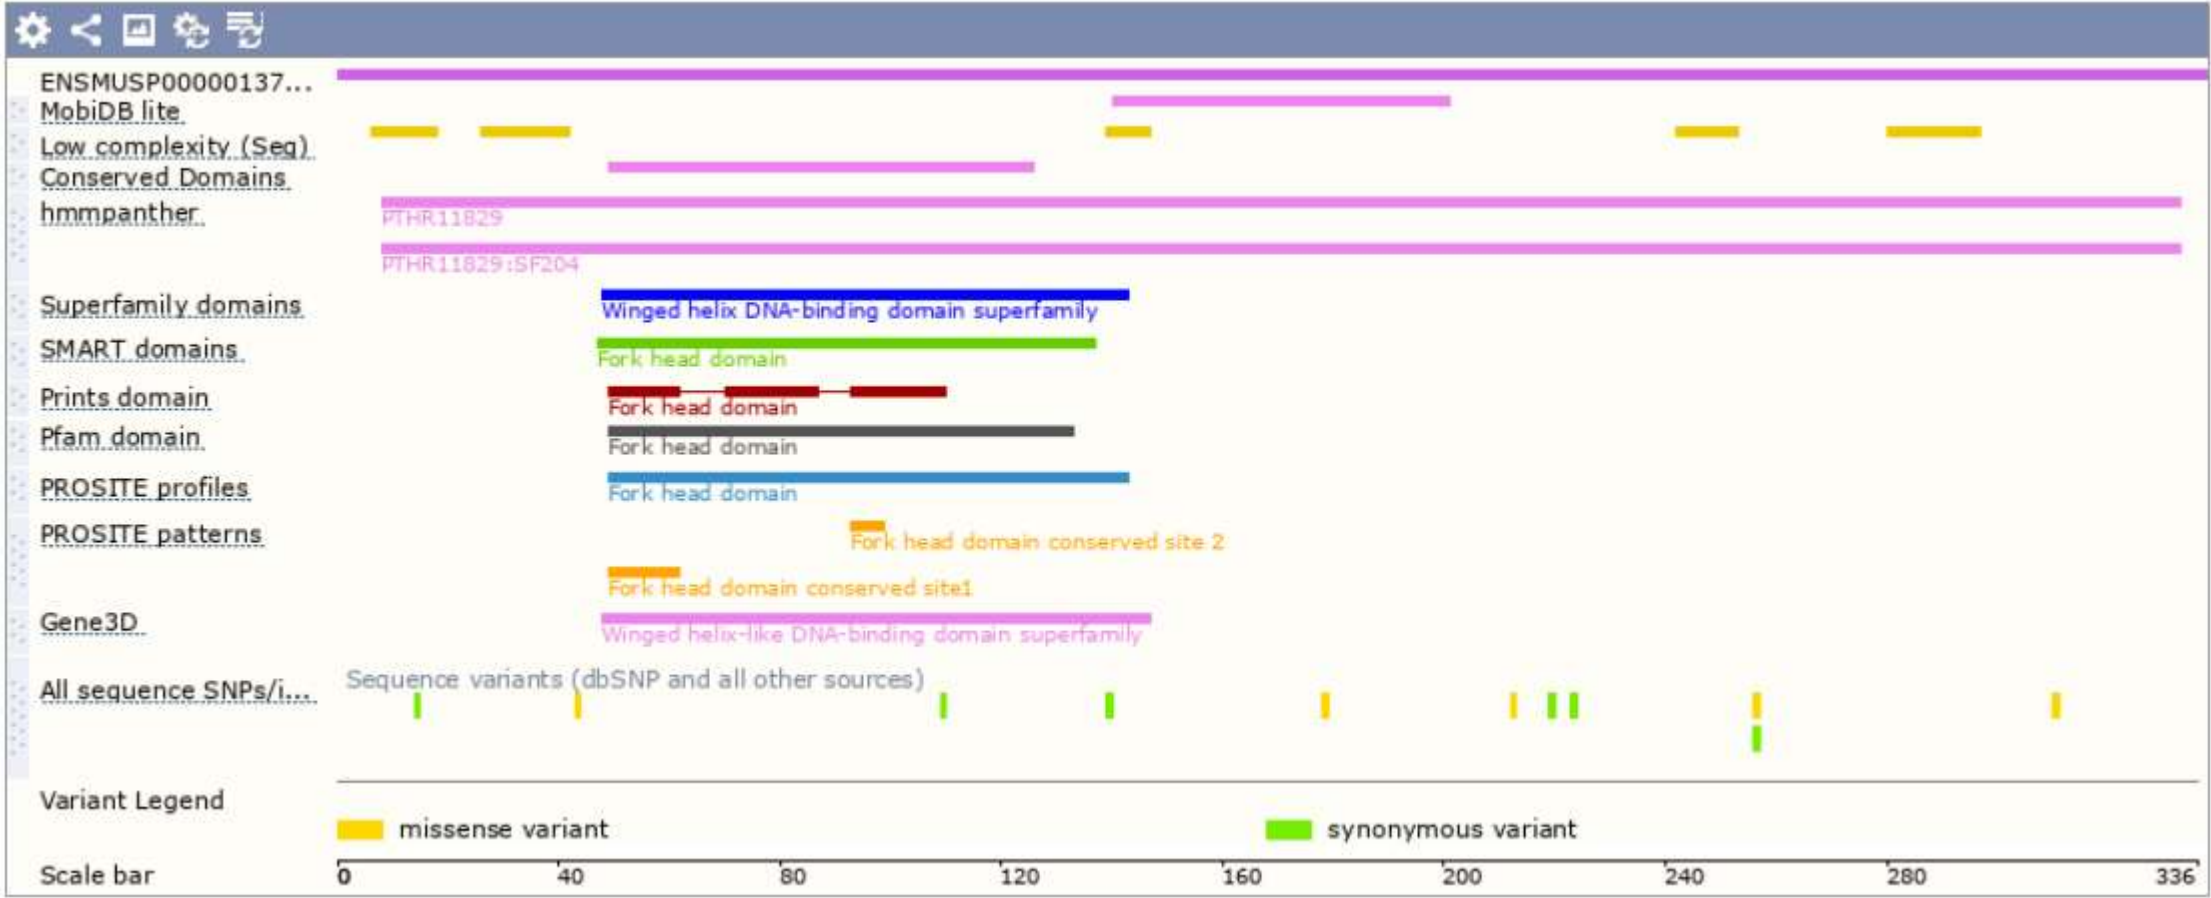 ENSMUSP00000137...
MobiDB lite
Low complexity (Seg)
Conserved Domains
hmmpanther
PTHR11829
PTHR11829:SF204
Superfamily domains
Winged helix DNA-binding domain superfamily
SMART domains
Fork head domain
Prints domain
Fork head domain
Pfam domain
Fork head domain
PROSITE profiles
Fork head domain
PROSITE patterns
Fork head domain conserved site 2
Fork head domain conserved site1
Gene3D
Winged helix-like DNA-binding domain superfamily
All sequence SNPs/i...
Sequence variants (dbSNP and all other sources)
Variant Legend
missense variant
synonymous variant
Scale bar
0 40 80 120 160 200 240 280 336